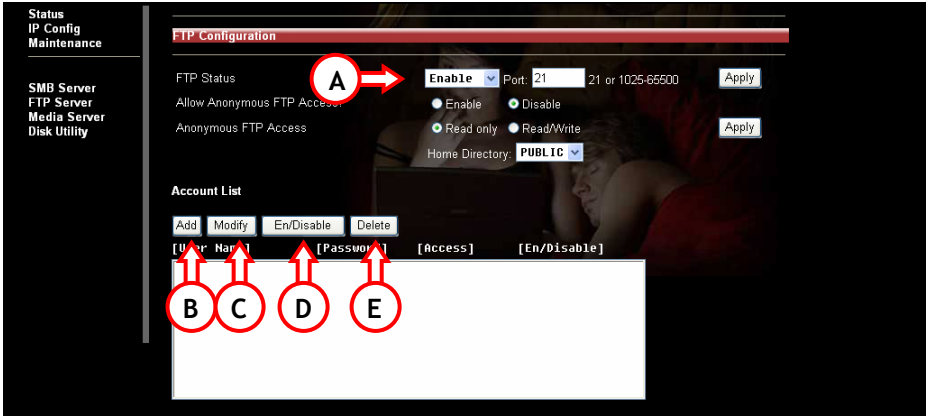 Status
IP Config
Maintenance
SMB Server
FTP Server
Media Server
Disk Utility
FTP Configuration
FTP Status A Enable Port: 21 21 or 1025-65500 Apply
Allow Anonymous FTP Enable Disable
Anonymous FTP Access Read only Read/Write Apply
Home Directory: PUBLIC
Account List
Add Modify En/Disable Delete
[Access] [En/Disable]
B C D E